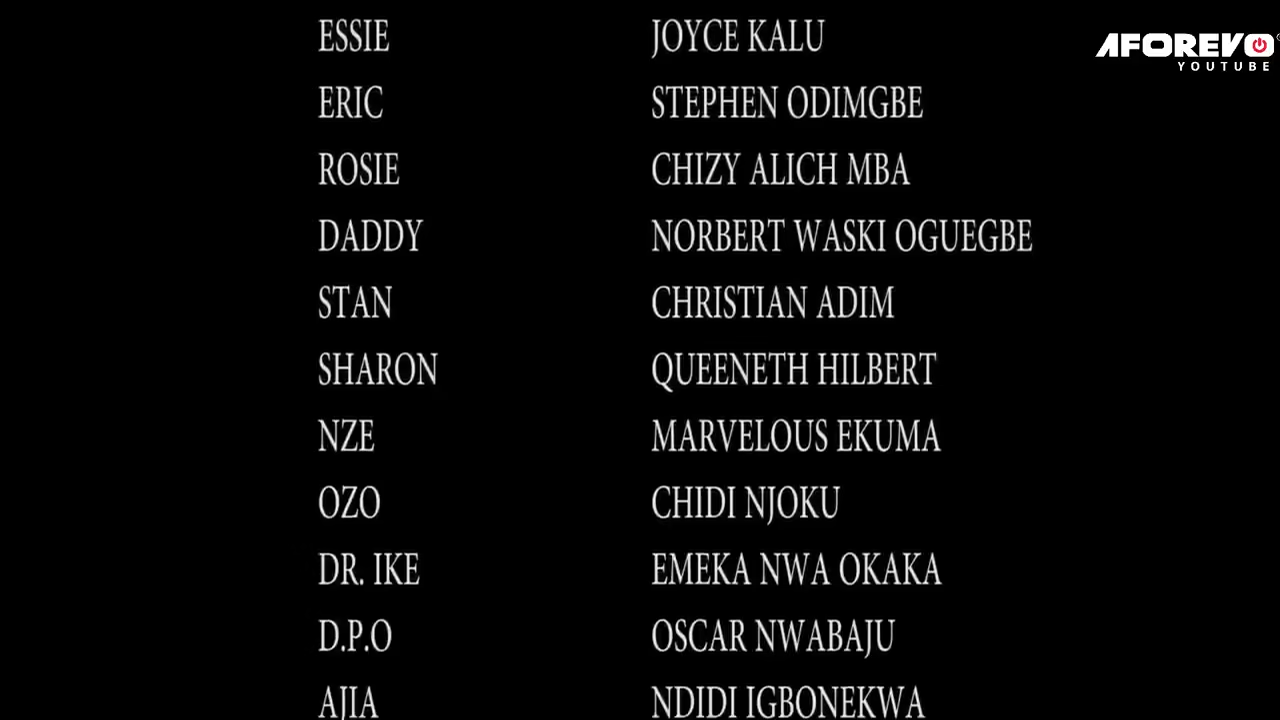 ESSIE JOYCE KALU
ERIC STEPHEN ODIMGBE
ROSIE CHIZY ALICH MBA
DADDY NORBERT WASKI OGUEGBE
STAN CHRISTIAN ADIM
SHARON QUEENETH HILBERT
NZE MARVELOUS EKUMA
OZO CHIDI NJOKU
DR. IKE EMEKA NWA OKAKA
D.P.O OSCAR NWABAJU
AJIA NDIDI IGBONEKWA
AFOREVO
YOUTUBE